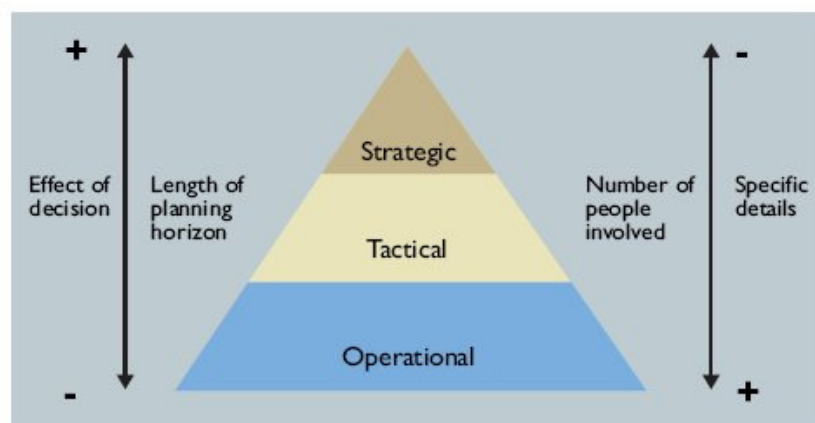 +
-
Strategic
Effect of
decision
Length of
planning
horizon
Number of
people
involved
Specific
details
Tactical
Operational
-
+